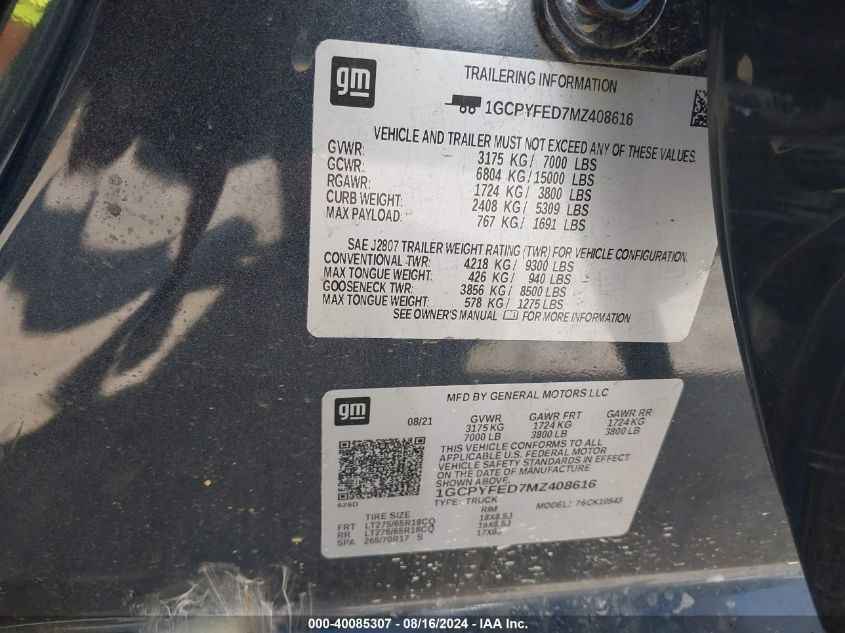 gm
TRAILERING INFORMATION
1GCPYFED7MZ408616
VEHICLE AND TRAILER MUST NOT EXCEED ANY OF THESE VALUES.
GVWR: 3175 KG/ 7000 LBS
GCWR: 6804 KG/15000 LBS
RGAWR: 1724 KG/ 3800 LBS
CURB WEIGHT: 2408 KG/ 5309 LBS
MAX PAYLOAD: 767 KG/ 1691 LBS
SAE J2807 TRAILER WEIGHT RATING (TWR) FOR VEHICLE CONFIGURATION.
CONVENTIONAL TWR: 4218 KG/ 9300 LBS
MAX TONGUE WEIGHT: 426 KG/ 940 LBS
GOOSENECK TWR: 3856 KG/ 8500 LBS
MAX TONGUE WEIGHT: 578 KG/ 1275 LBS
SEE OWNER'S MANUAL FOR MORE INFORMATION
gm
MFD BY GENERAL MOTORS LLC
08/21 GVWR GAWR FRT GAWR RR
3175 KG 1724 KG 1724 KG
7000 LB 3800 LB 3800 LB
THIS VEHICLE CONFORMS TO ALL
APPLICABLE U.S. FEDERAL MOTOR
VEHICLE SAFETY STANDARDS IN EFFECT
ON THE DATE OF MANUFACTURE
SHOWN ABOVE.
1GCPYFED7MZ408616
TYPE: TRUCK MODEL: 76CK10543
626D
TIRE SIZE RIM
FRT LT275/65R18CQ 18X8.5J
RR LT275/65R18CQ 18X8.5J
SPA 265/70R17 S 17X8J
000-40085307 - 08/16/2024 - IAA Inc.